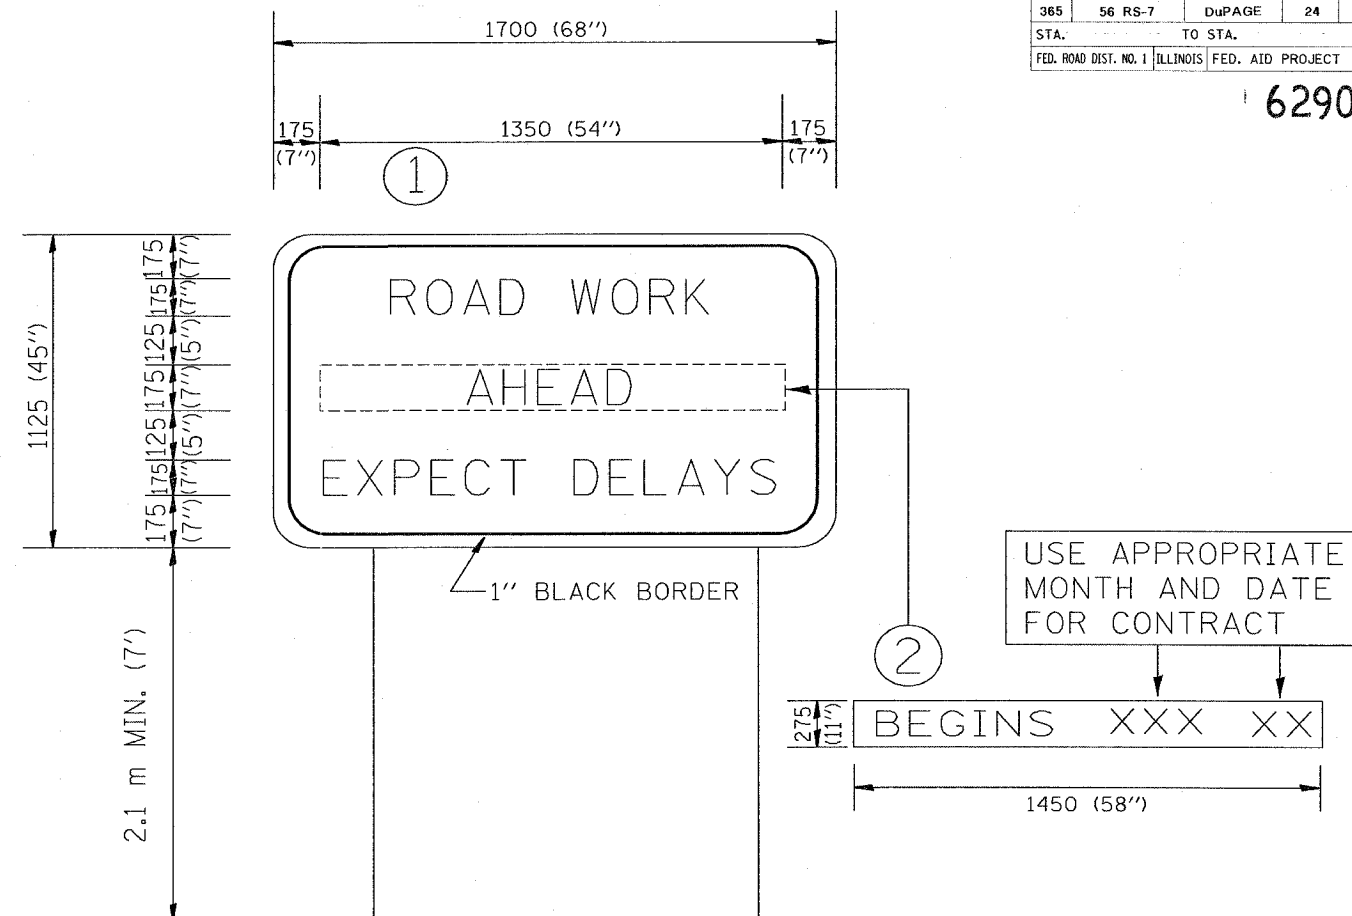 365 56 RS-7 DuPAGE 24
STA. TO STA.
FED. ROAD DIST. NO. 1 ILLINOIS FED. AID PROJECT
6290
1700 (68'')
175 (7'')
1350 (54'')
175 (7'')
1
1125 (45'')
175 (7'')
175 (7'')
125 (5'')
175 (7'')
125 (5'')
175 (7'')
175 (7'')
ROAD WORK
AHEAD
EXPECT DELAYS
1'' BLACK BORDER
2.1 m MIN. (7')
2
USE APPROPRIATE
MONTH AND DATE
FOR CONTRACT
275 (11'')
BEGINS XXX XX
1450 (58'')